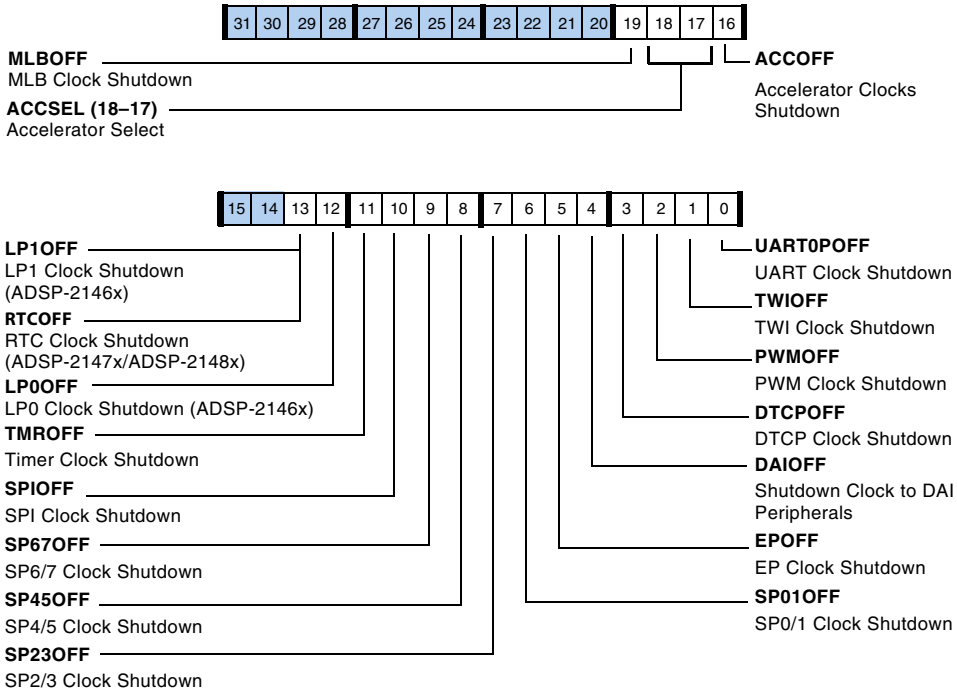 31 30 29 28 27 26 25 24 23 22 21 20 19 18 17 16
MLBOFF
MLB Clock Shutdown
ACCSEL (18–17)
Accelerator Select
ACCOFF
Accelerator Clocks
Shutdown
15 14 13 12 11 10 9 8 7 6 5 4 3 2 1 0
LP1OFF
LP1 Clock Shutdown
(ADSP-2146x)
RTCOFF
RTC Clock Shutdown
(ADSP-2147x/ADSP-2148x)
LP0OFF
LP0 Clock Shutdown (ADSP-2146x)
TMROFF
Timer Clock Shutdown
SPIOFF
SPI Clock Shutdown
SP67OFF
SP6/7 Clock Shutdown
SP45OFF
SP4/5 Clock Shutdown
SP23OFF
SP2/3 Clock Shutdown
UART0POFF
UART Clock Shutdown
TWIOFF
TWI Clock Shutdown
PWMOFF
PWM Clock Shutdown
DTCPOFF
DTCP Clock Shutdown
DAIOFF
Shutdown Clock to DAI
Peripherals
EPOFF
EP Clock Shutdown
SP01OFF
SP0/1 Clock Shutdown